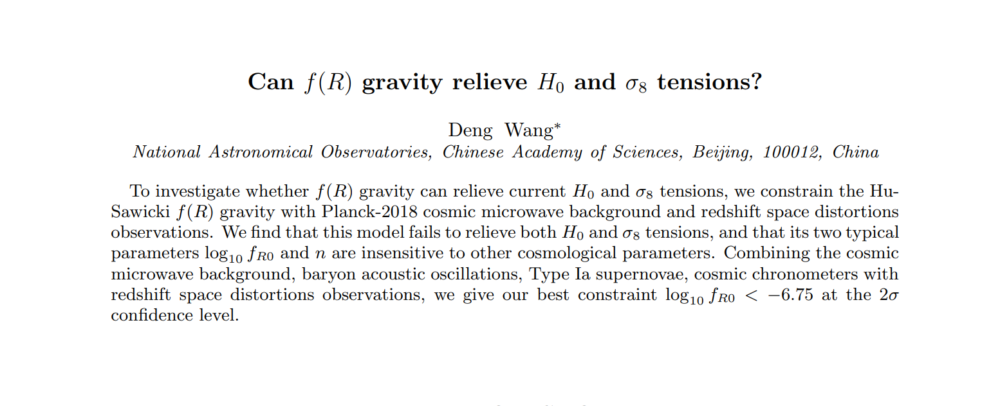 Can f(R) gravity relieve H₀ and σ₈ tensions?
Deng Wang*
National Astronomical Observatories, Chinese Academy of Sciences, Beijing, 100012, China
To investigate whether f(R) gravity can relieve current H₀ and σ₈ tensions, we constrain the Hu-
Sawicki f(R) gravity with Planck-2018 cosmic microwave background and redshift space distortions
observations. We find that this model fails to relieve both H₀ and σ₈ tensions, and that its two typical
parameters log₁₀ f_{R0} and n are insensitive to other cosmological parameters. Combining the cosmic
microwave background, baryon acoustic oscillations, Type Ia supernovae, cosmic chronometers with
redshift space distortions observations, we give our best constraint log₁₀ f_{R0} < −6.75 at the 2σ
confidence level.